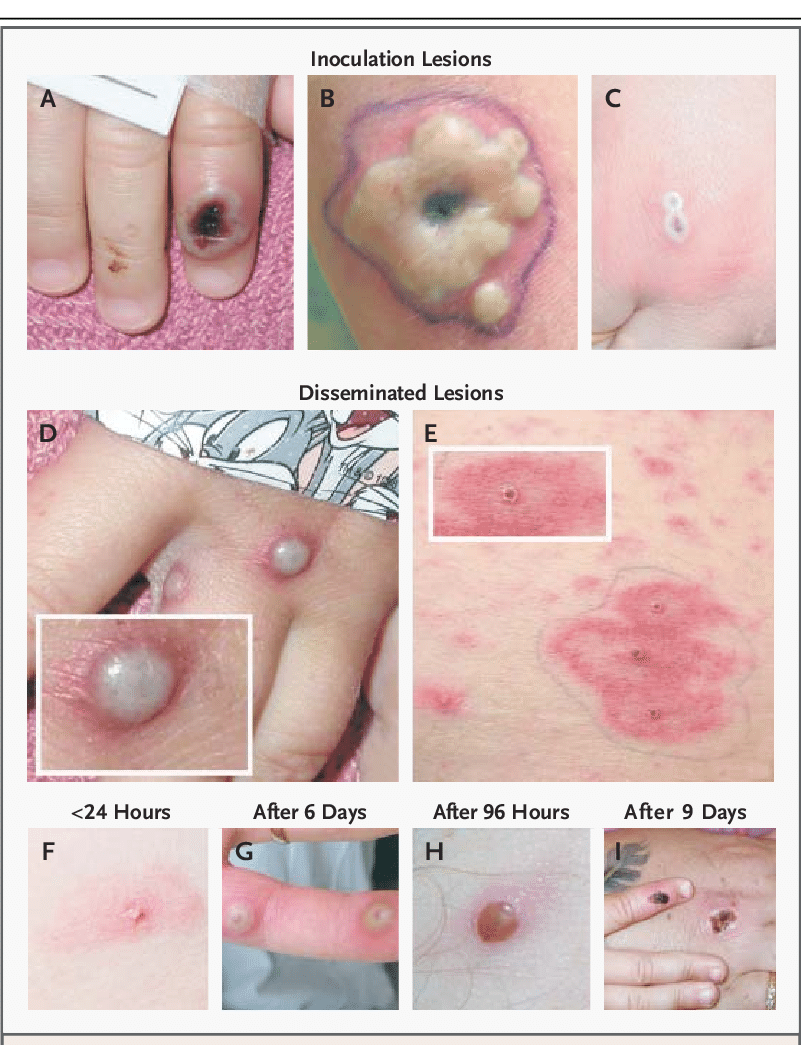 Inoculation Lesions
A
B
C
Disseminated Lesions
D
E
<24 Hours
After 6 Days
After 96 Hours
After 9 Days
F
G
H
I